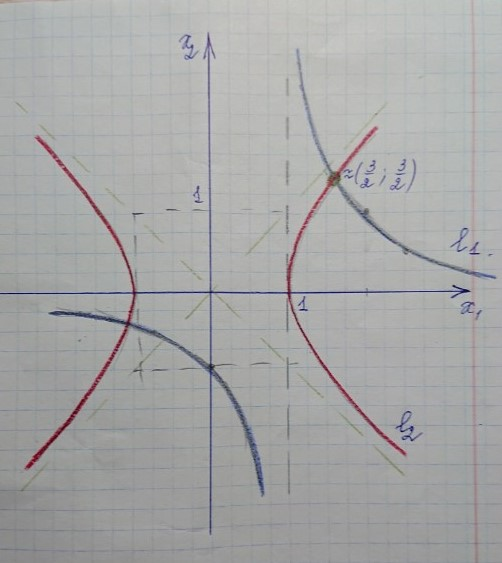 x₂
1
≈(3/2; 3/2)
l₁.
1
x₁
l₂